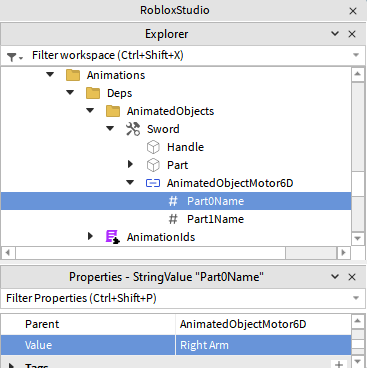 RobloxStudio
Explorer
Filter workspace (Ctrl+Shift+X)
Animations
Deps
AnimatedObjects
Sword
Handle
Part
AnimatedObjectMotor6D
# Part0Name
# Part1Name
AnimationIds
Properties - StringValue "Part0Name"
Filter Properties (Ctrl+Shift+P)
Parent AnimatedObjectMotor6D
Value Right Arm
Tags